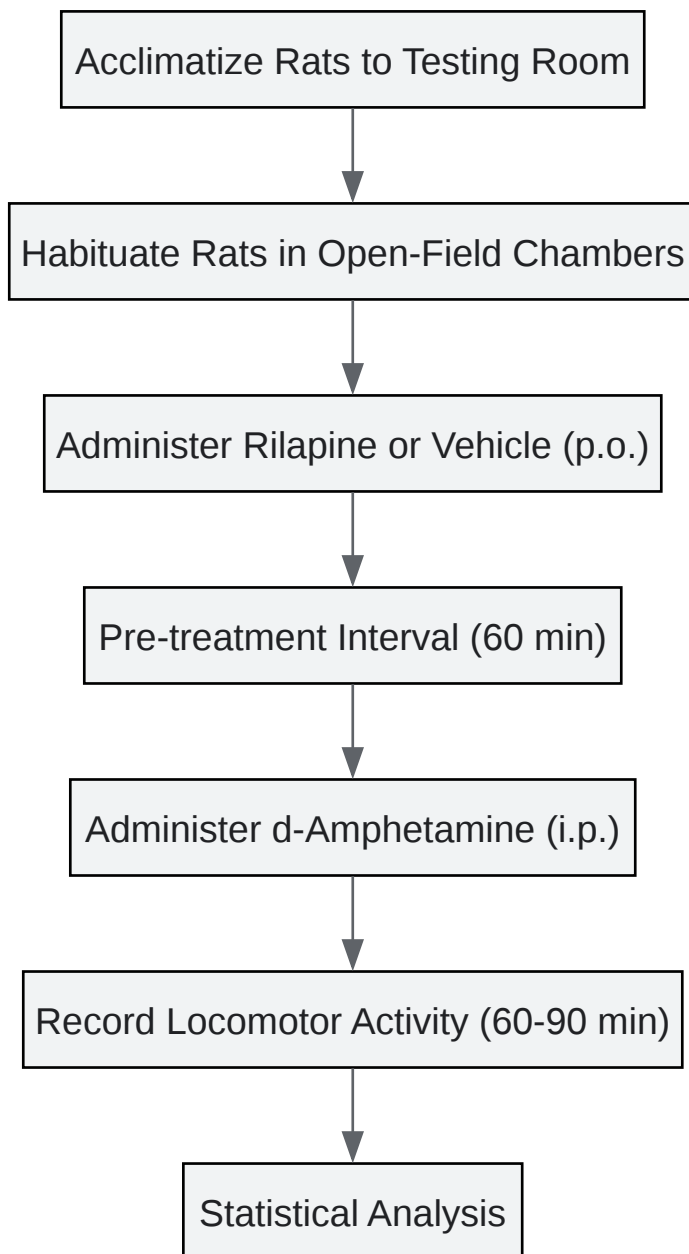 Acclimatize Rats to Testing Room
Habituate Rats in Open-Field Chambers
Administer Rilapine or Vehicle (p.o.)
Pre-treatment Interval (60 min)
Administer d-Amphetamine (i.p.)
Record Locomotor Activity (60-90 min)
Statistical Analysis